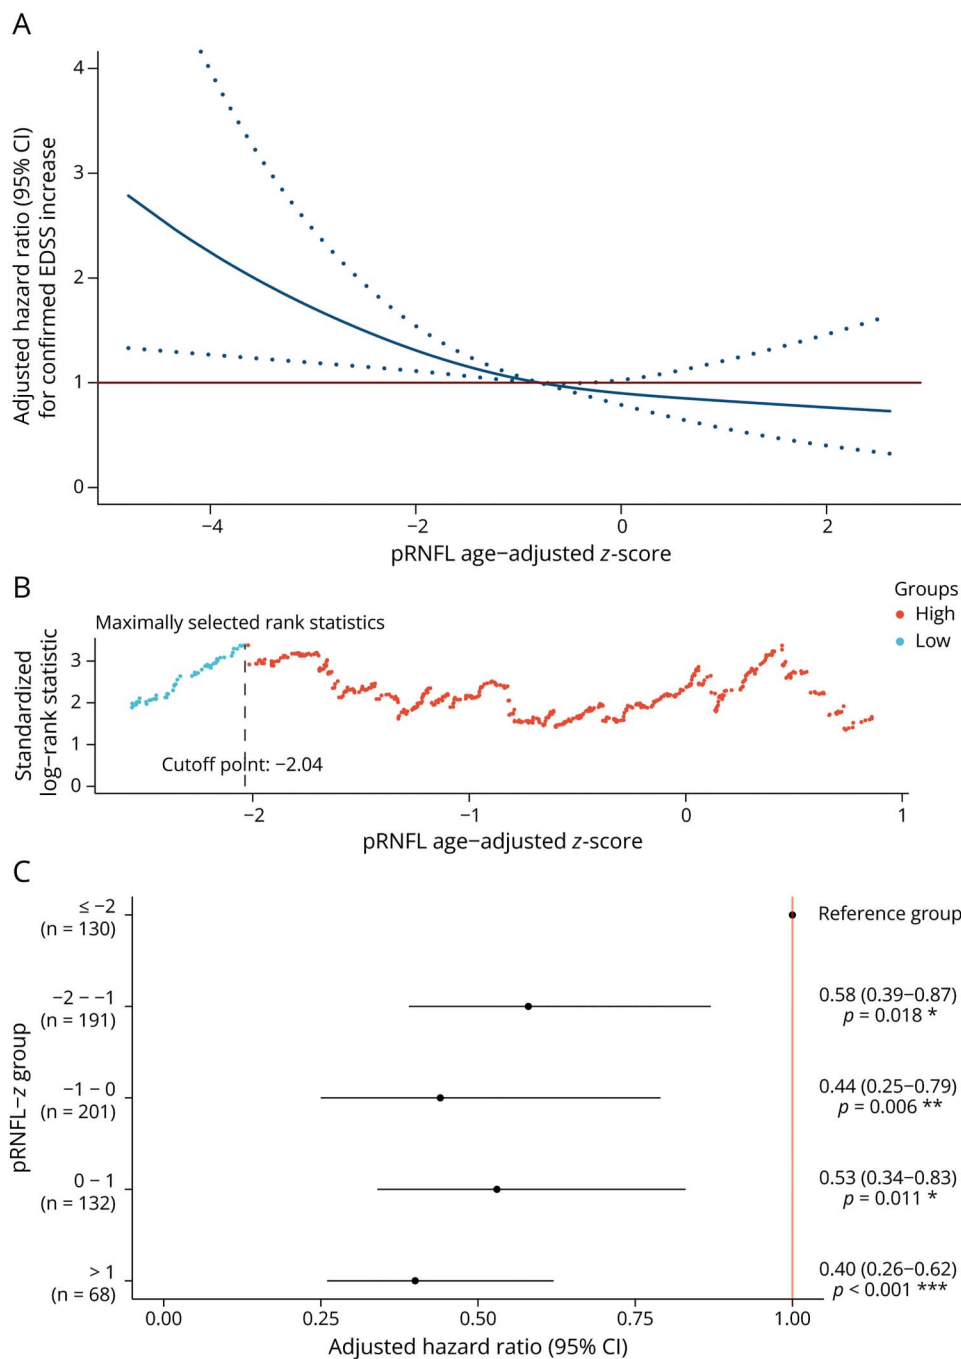 A
Adjusted hazard ratio (95% CI)
for confirmed EDSS increase
4
3
2
1
0
−4 −2 0 2
pRNFL age−adjusted z-score
B
Groups
High
Low
Maximally selected rank statistics
Standardized
log−rank statistic
3
2
1
0
Cutoff point: −2.04
−2 −1 0 1
pRNFL age−adjusted z-score
C
pRNFL−z group
≤ −2
(n = 130)
Reference group
−2 − −1
(n = 191)
0.58 (0.39−0.87)
p = 0.018 *
−1 − 0
(n = 201)
0.44 (0.25−0.79)
p = 0.006 **
0 − 1
(n = 132)
0.53 (0.34−0.83)
p = 0.011 *
> 1
(n = 68)
0.40 (0.26−0.62)
p < 0.001 ***
0.00 0.25 0.50 0.75 1.00
Adjusted hazard ratio (95% CI)